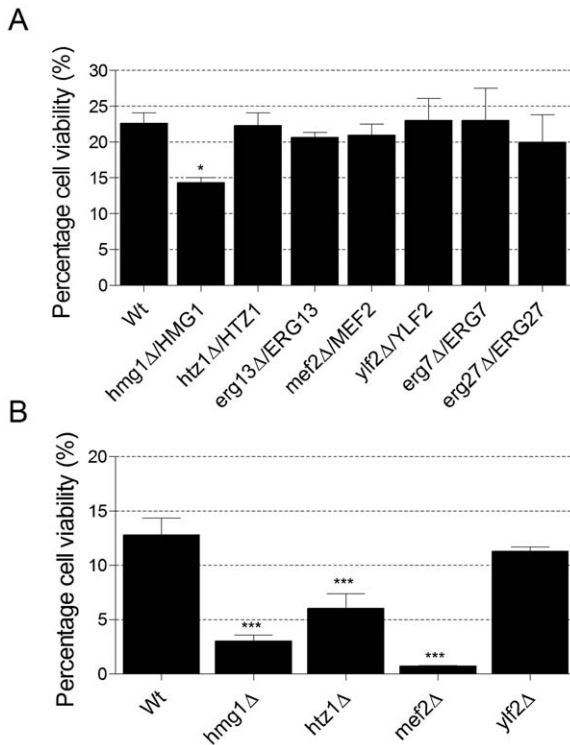 A
Percentage cell viability (%)
30
25
20
15
10
5
0
*
Wt
hmg1Δ/HMG1
htz1Δ/HTZ1
erg13Δ/ERG13
mef2Δ/MEF2
ylf2Δ/YLF2
erg7Δ/ERG7
erg27Δ/ERG27
B
Percentage cell viability (%)
20
15
10
5
0
***
***
***
Wt
hmg1Δ
htz1Δ
mef2Δ
ylf2Δ